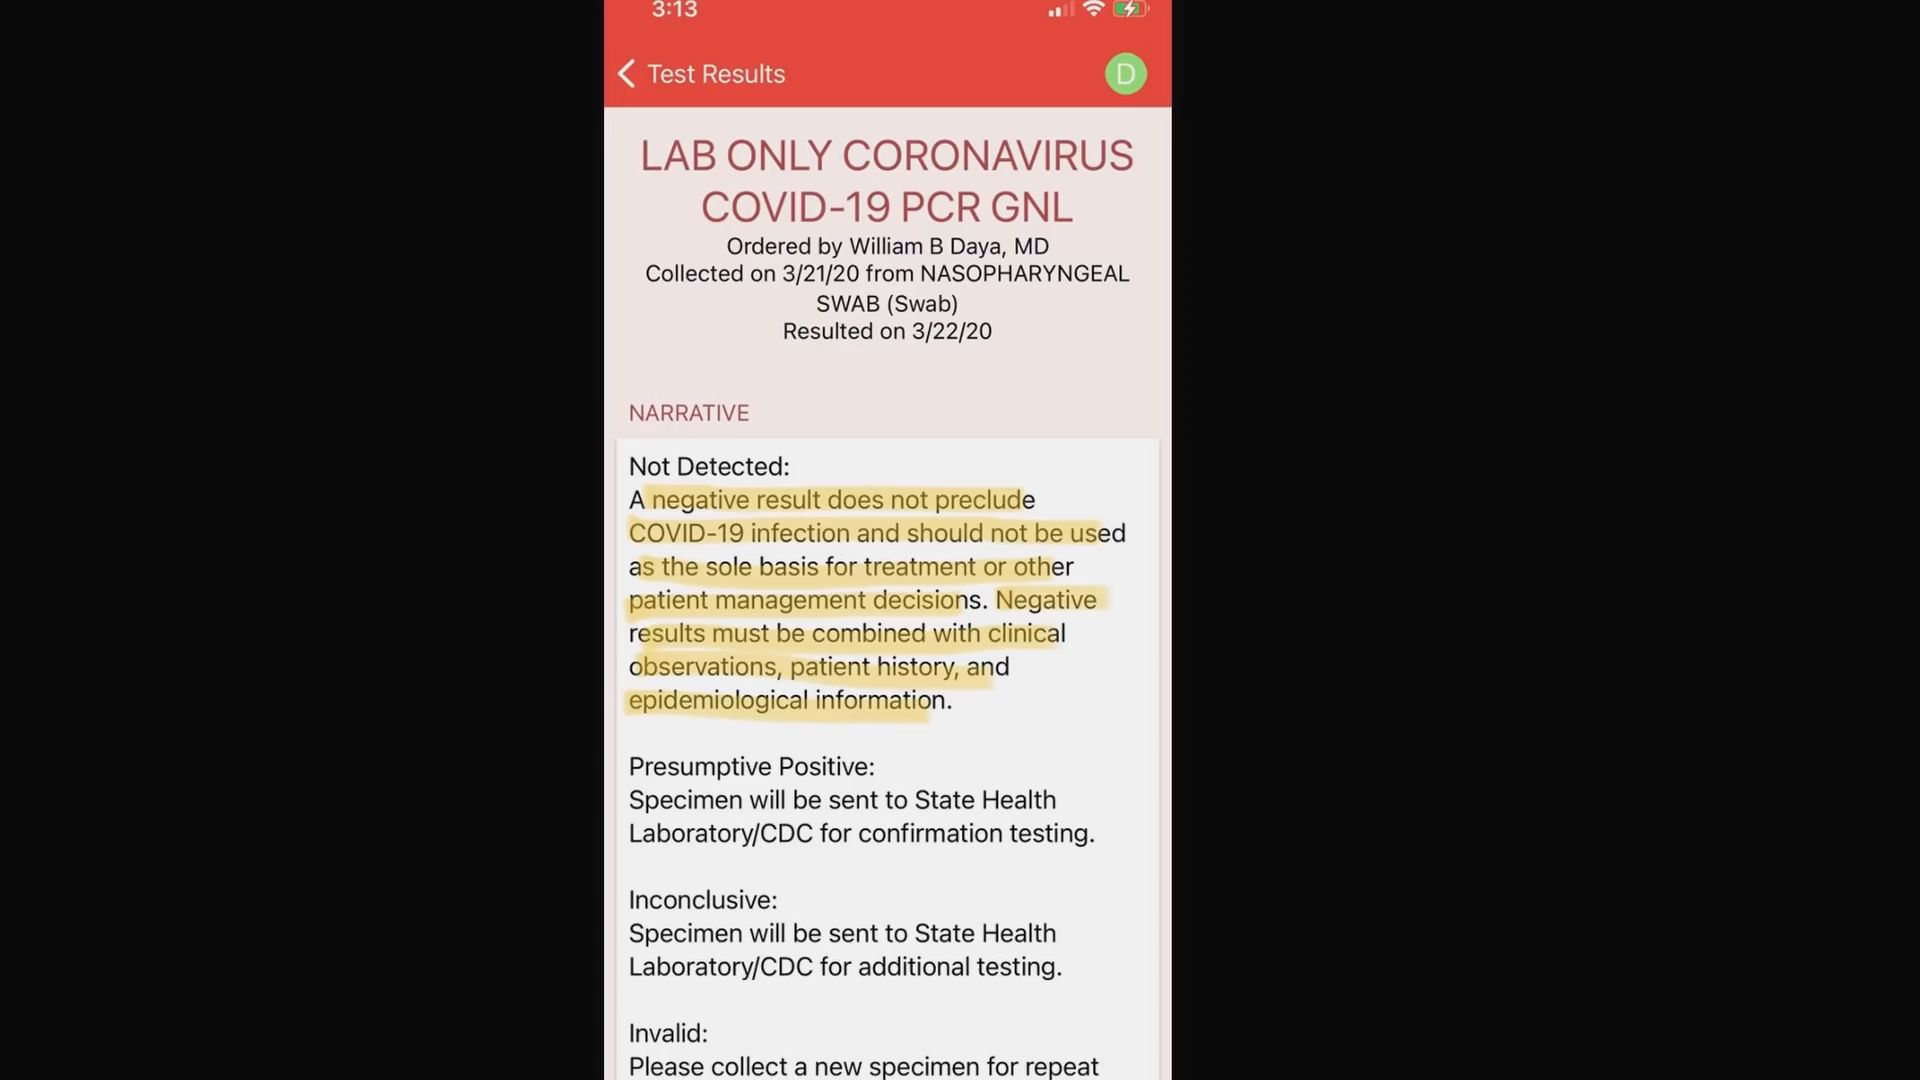 3:13
Test Results
D
LAB ONLY CORONAVIRUS
COVID-19 PCR GNL
Ordered by William B Daya, MD
Collected on 3/21/20 from NASOPHARYNGEAL
SWAB (Swab)
Resulted on 3/22/20
NARRATIVE
Not Detected:
A negative result does not preclude
COVID-19 infection and should not be used
as the sole basis for treatment or other
patient management decisions. Negative
results must be combined with clinical
observations, patient history, and
epidemiological information.
Presumptive Positive:
Specimen will be sent to State Health
Laboratory/CDC for confirmation testing.
Inconclusive:
Specimen will be sent to State Health
Laboratory/CDC for additional testing.
Invalid:
Please collect a new specimen for repeat